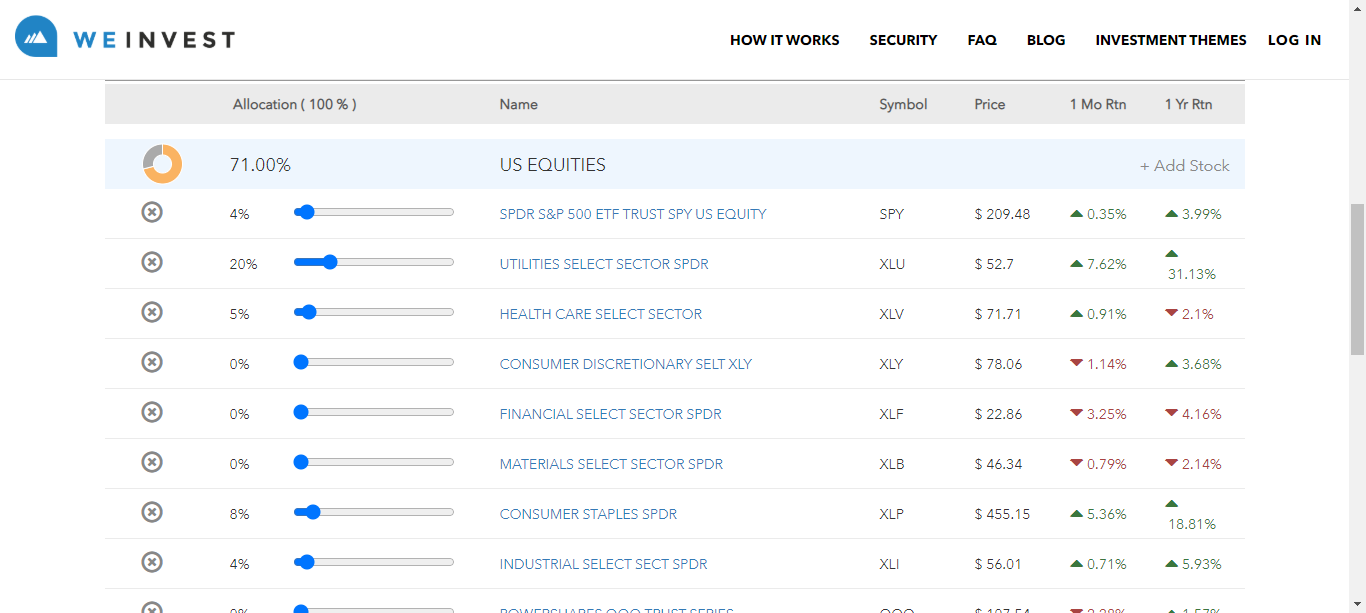 WEINVEST
HOW IT WORKS SECURITY FAQ BLOG INVESTMENT THEMES LOG IN
Allocation ( 100 % ) Name Symbol Price 1 Mo Rtn 1 Yr Rtn
71.00% US EQUITIES + Add Stock
4% SPDR S&P 500 ETF TRUST SPY US EQUITY SPY $ 209.48 0.35% 3.99%
20% UTILITIES SELECT SECTOR SPDR XLU $ 52.7 7.62% 31.13%
5% HEALTH CARE SELECT SECTOR XLV $ 71.71 0.91% 2.1%
0% CONSUMER DISCRETIONARY SELT XLY XLY $ 78.06 1.14% 3.68%
0% FINANCIAL SELECT SECTOR SPDR XLF $ 22.86 3.25% 4.16%
0% MATERIALS SELECT SECTOR SPDR XLB $ 46.34 0.79% 2.14%
8% CONSUMER STAPLES SPDR XLP $ 455.15 5.36% 18.81%
4% INDUSTRIAL SELECT SECT SPDR XLI $ 56.01 0.71% 5.93%
0% POWERSHARES QQQ TRUST SERIES QQQ $ 107.54